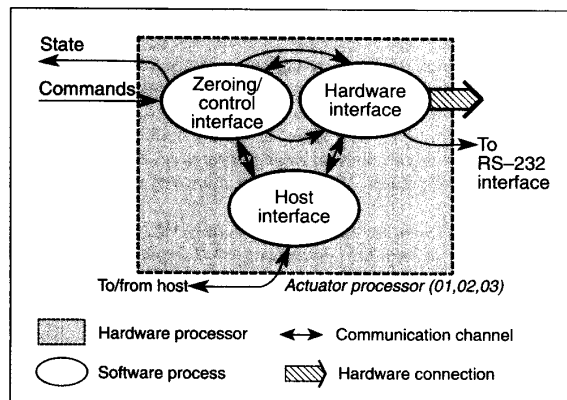 State
Commands
Zeroing/
control
interface
Hardware
interface
To
RS–232
interface
Host
interface
To/from host
Actuator processor (01,02,03)
Hardware processor
Communication channel
Software process
Hardware connection